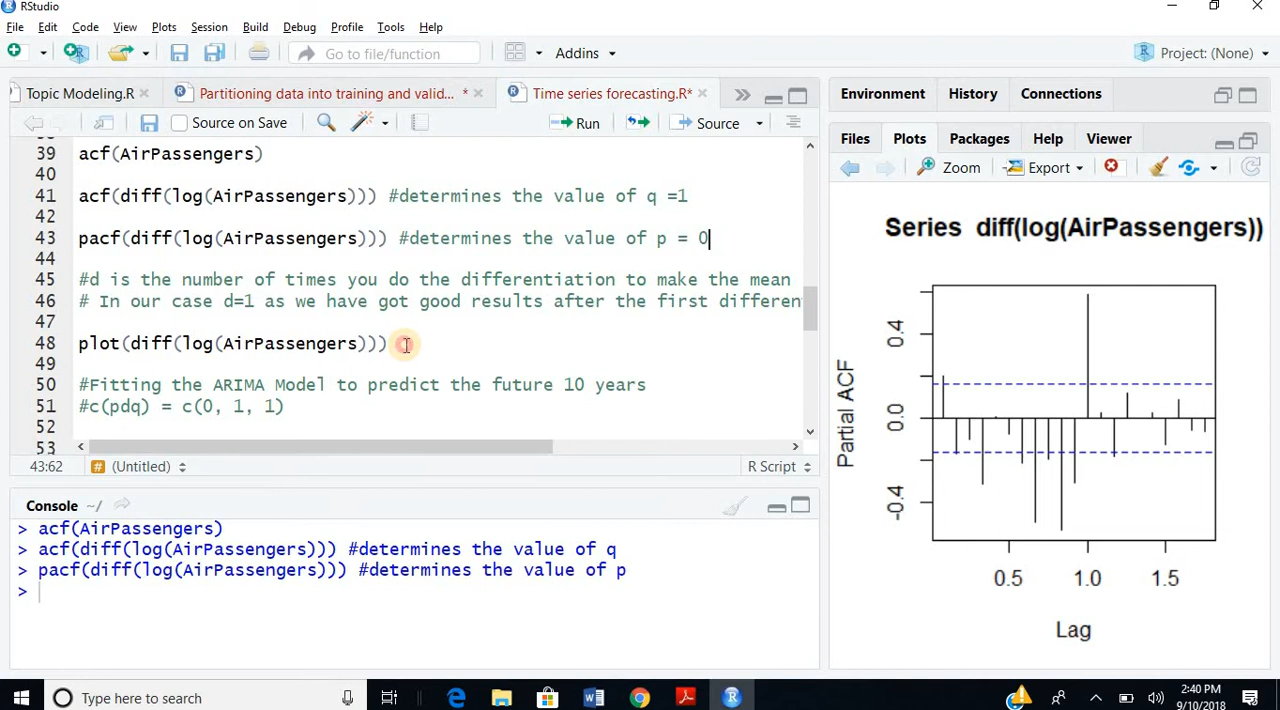 RStudio
File Edit Code View Plots Session Build Debug Profile Tools Help
Go to file/function Addins Project: (None)
Topic Modeling.R Partitioning data into training and valid... * Time series forecasting.R*
Source on Save Run Source
39 acf(AirPassengers)
40
41 acf(diff(log(AirPassengers))) #determines the value of q =1
42
43 pacf(diff(log(AirPassengers))) #determines the value of p = 0
44
45 #d is the number of times you do the differentiation to make the mean
46 # In our case d=1 as we have got good results after the first differen
47
48 plot(diff(log(AirPassengers)))
49
50 #Fitting the ARIMA Model to predict the future 10 years
51 #c(pdq) = c(0, 1, 1)
52
53
43:62 # (Untitled) R Script
Console ~/
> acf(AirPassengers)
> acf(diff(log(AirPassengers))) #determines the value of q
> pacf(diff(log(AirPassengers))) #determines the value of p
>
Environment History Connections
Files Plots Packages Help Viewer
Zoom Export
Series diff(log(AirPassengers))
Partial ACF
0.4
0.0
-0.4
0.5 1.0 1.5
Lag
Type here to search
2:40 PM
9/10/2018